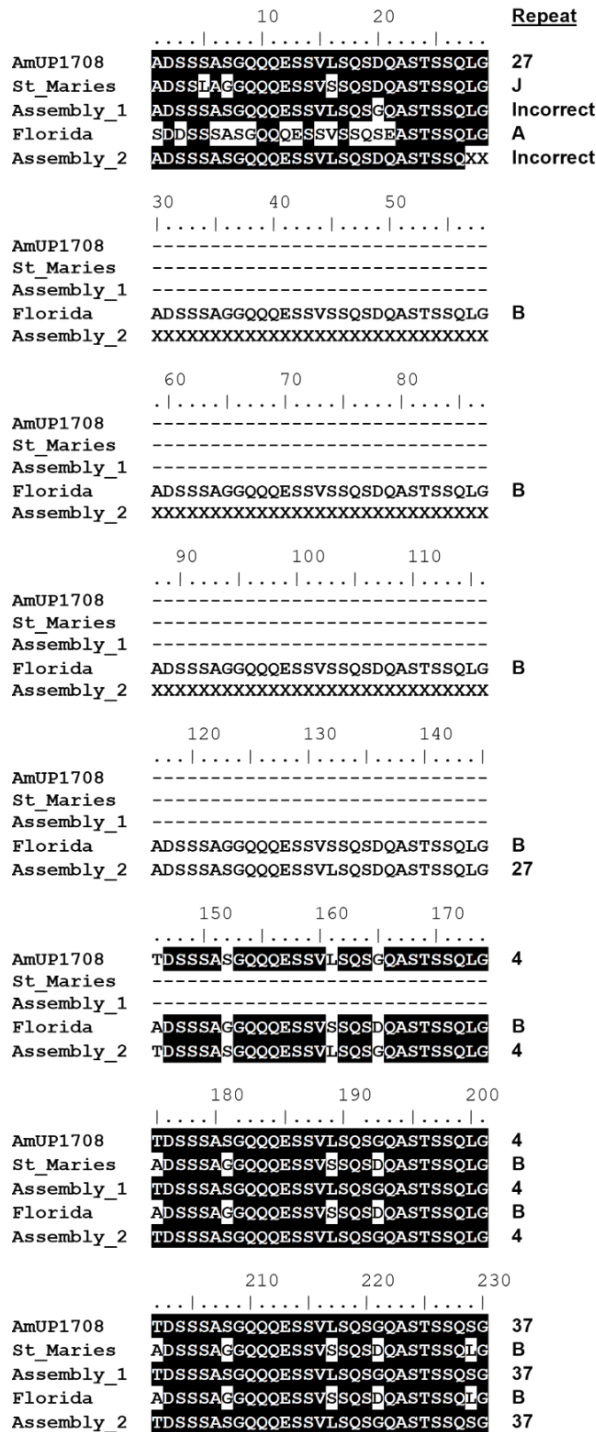 10 20 Repeat
....|....|....|....|....|....
AmUP1708 ADSSSASGQQQESSVLSQSDQASTSSQLG 27
St_Maries ADSSLAGGQQQESSVSSQSDQASTSSQLG J
Assembly_1 ADSSSASGQQQESSVLSQSGQASTSSQLG Incorrect
Florida SDDSSSASGQQQESSVSSQSEASTSSQLG A
Assembly_2 ADSSSASGQQQESSVLSQSDQASTSSQXX Incorrect
30 40 50
|....|....|....|....|....|...
AmUP1708 -----------------------------
St_Maries -----------------------------
Assembly_1 -----------------------------
Florida ADSSSAGGQQQESSVSSQSDQASTSSQLG B
Assembly_2 XXXXXXXXXXXXXXXXXXXXXXXXXXXXX
60 70 80
.|....|....|....|....|....|..
AmUP1708 -----------------------------
St_Maries -----------------------------
Assembly_1 -----------------------------
Florida ADSSSAGGQQQESSVSSQSDQASTSSQLG B
Assembly_2 XXXXXXXXXXXXXXXXXXXXXXXXXXXXX
90 100 110
..|....|....|....|....|....|.
AmUP1708 -----------------------------
St_Maries -----------------------------
Assembly_1 -----------------------------
Florida ADSSSAGGQQQESSVSSQSDQASTSSQLG B
Assembly_2 XXXXXXXXXXXXXXXXXXXXXXXXXXXXX
120 130 140
...|....|....|....|....|....|
AmUP1708 -----------------------------
St_Maries -----------------------------
Assembly_1 -----------------------------
Florida ADSSSAGGQQQESSVSSQSDQASTSSQLG B
Assembly_2 ADSSSASGQQQESSVLSQSDQASTSSQLG 27
150 160 170
....|....|....|....|....|....
AmUP1708 TDSSSASGQQQESSVLSQSGQASTSSQLG 4
St_Maries -----------------------------
Assembly_1 -----------------------------
Florida ADSSSAGGQQQESSVSSQSDQASTSSQLG B
Assembly_2 TDSSSASGQQQESSVLSQSGQASTSSQLG 4
180 190 200
.|....|....|....|....|....|..
AmUP1708 TDSSSASGQQQESSVLSQSGQASTSSQLG 4
St_Maries ADSSSAGGQQQESSVSSQSDQASTSSQLG B
Assembly_1 TDSSSASGQQQESSVLSQSGQASTSSQLG 4
Florida ADSSSAGGQQQESSVSSQSDQASTSSQLG B
Assembly_2 TDSSSASGQQQESSVLSQSGQASTSSQLG 4
210 220 230
...|....|....|....|....|....|
AmUP1708 TDSSSASGQQQESSVLSQSGQASTSSQSG 37
St_Maries ADSSSAGGQQQESSVSSQSDQASTSSQLG B
Assembly_1 TDSSSASGQQQESSVLSQSGQASTSSQSG 37
Florida ADSSSAGGQQQESSVSSQSDQASTSSQLG B
Assembly_2 TDSSSASGQQQESSVLSQSGQASTSSQSG 37